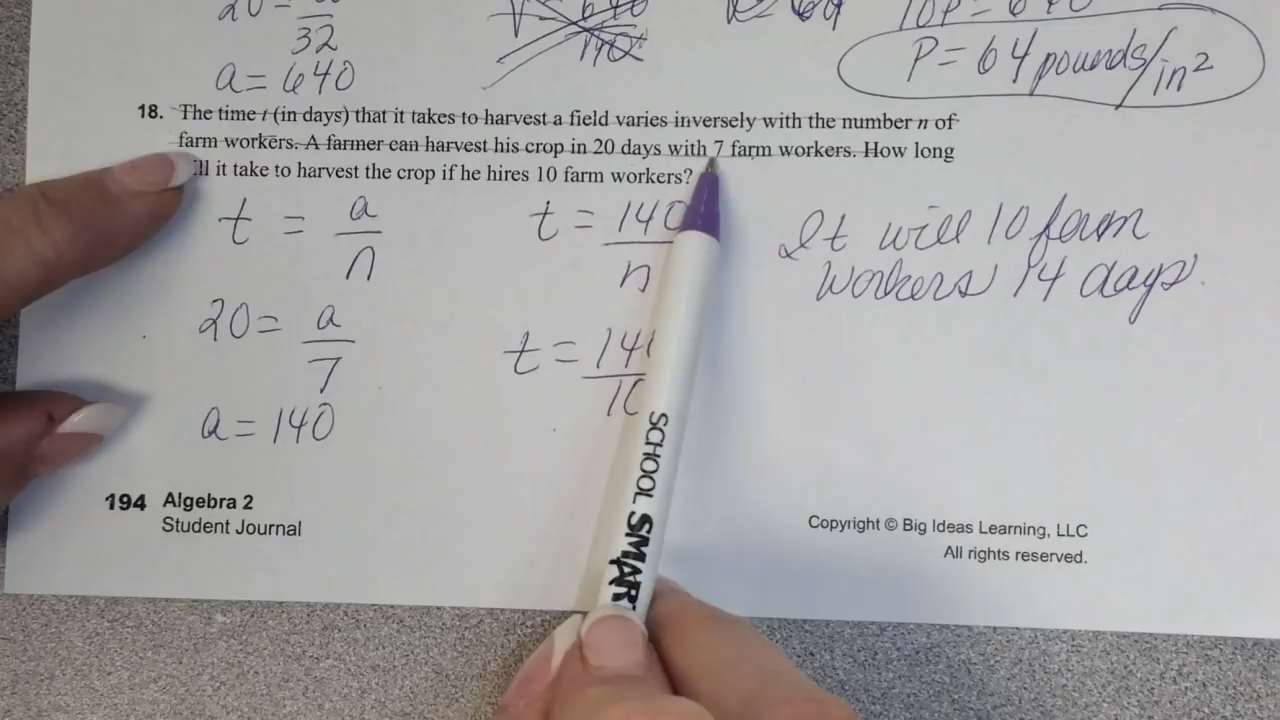 32
a = 640
P = 64 pounds/in²
18. The time t (in days) that it takes to harvest a field varies inversely with the number n of
farm workers. A farmer can harvest his crop in 20 days with 7 farm workers. How long
ill it take to harvest the crop if he hires 10 farm workers?
t = a/n
t = 140/n
It will 10 farm
workers 14 days.
20 = a/7
t = 14
10
a = 140
SCHOOL SMAR
194 Algebra 2
Student Journal
Copyright © Big Ideas Learning, LLC
All rights reserved.